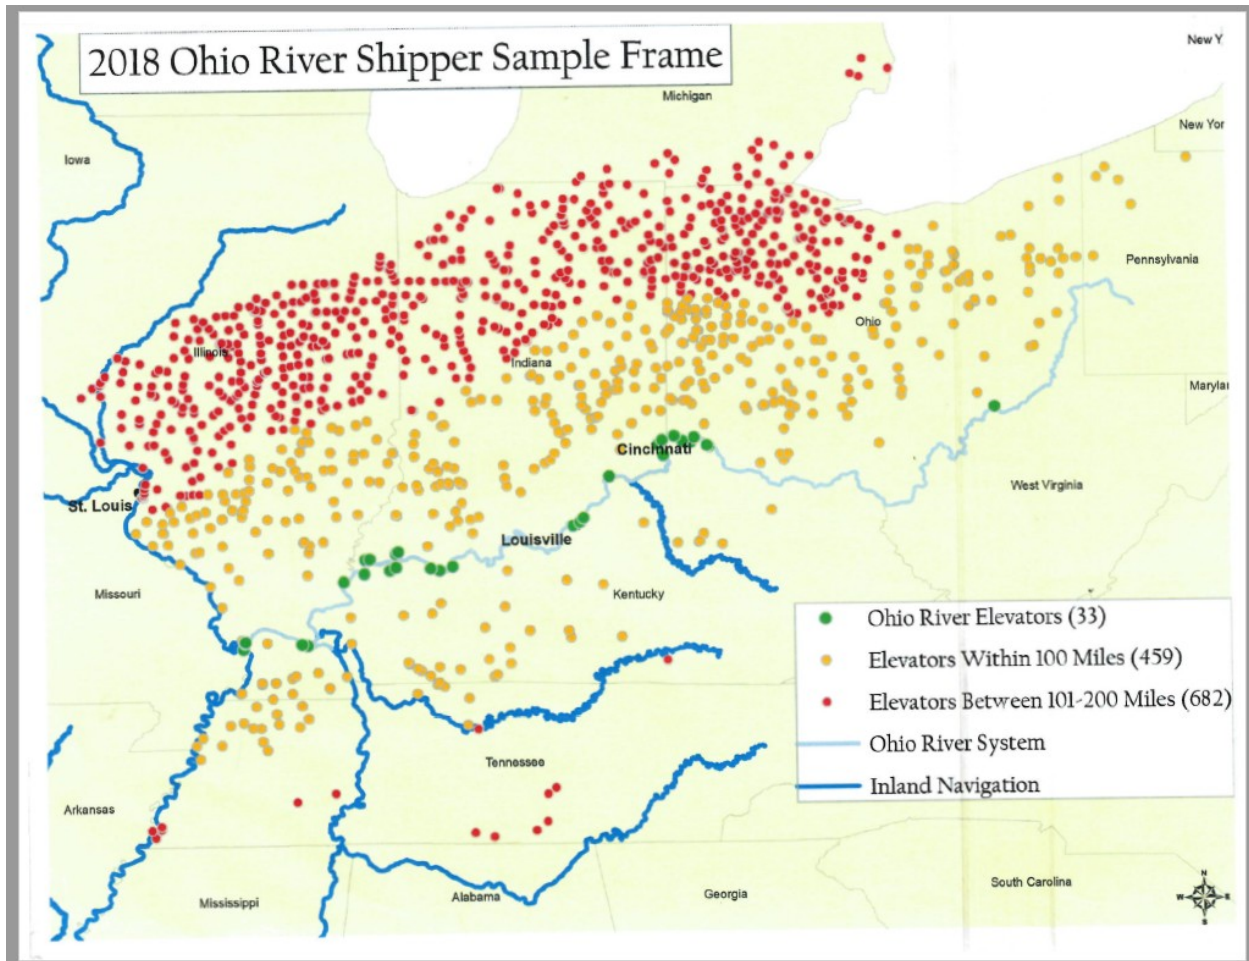 2018 Ohio River Shipper Sample Frame
New Y
Michigan
New Yor
Iowa
Pennsylvania
Ohio
Illinois
Indiana
Marylan
Cincinnati
West Virginia
St. Louis
Louisville
Missouri
Kentucky
Ohio River Elevators (33)
Elevators Within 100 Miles (459)
Elevators Between 101-200 Miles (682)
Ohio River System
Inland Navigation
Tennessee
Arkansas
Mississippi
Alabama
Georgia
South Carolina
N
W
E
S